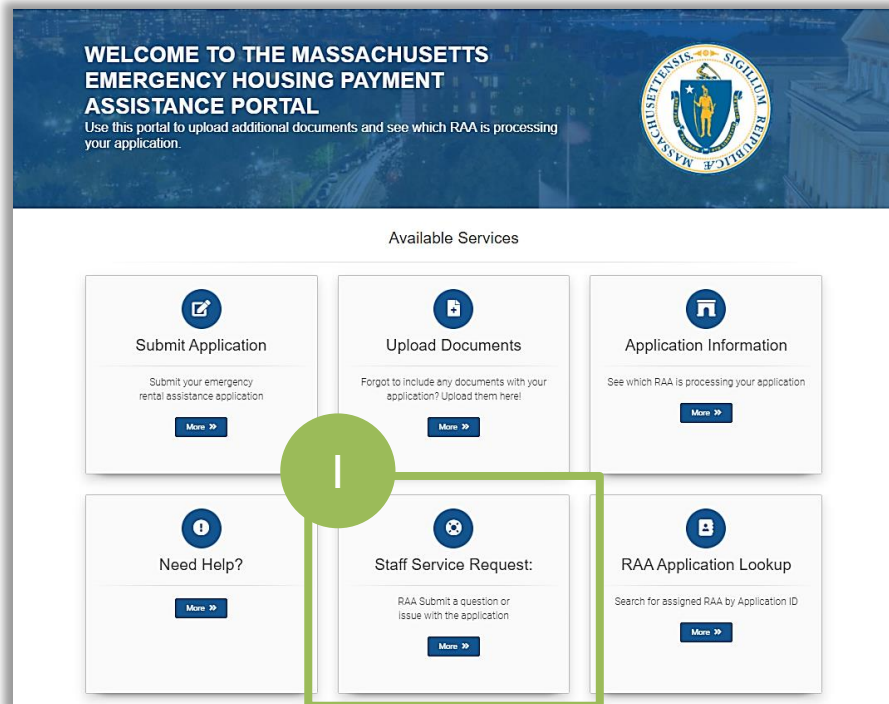 WELCOME TO THE MASSACHUSETTS
EMERGENCY HOUSING PAYMENT
ASSISTANCE PORTAL
Use this portal to upload additional documents and see which RAA is processing
your application.
SIGILLUM REIPUBLICÆ MASSACHUSETTENSIS
Available Services
Submit Application
Submit your emergency
rental assistance application
More »
Upload Documents
Forgot to include any documents with your
application? Upload them here!
More »
Application Information
See which RAA is processing your application
More »
I
Need Help?
More »
Staff Service Request:
RAA Submit a question or
issue with the application
More »
RAA Application Lookup
Search for assigned RAA by Application ID
More »